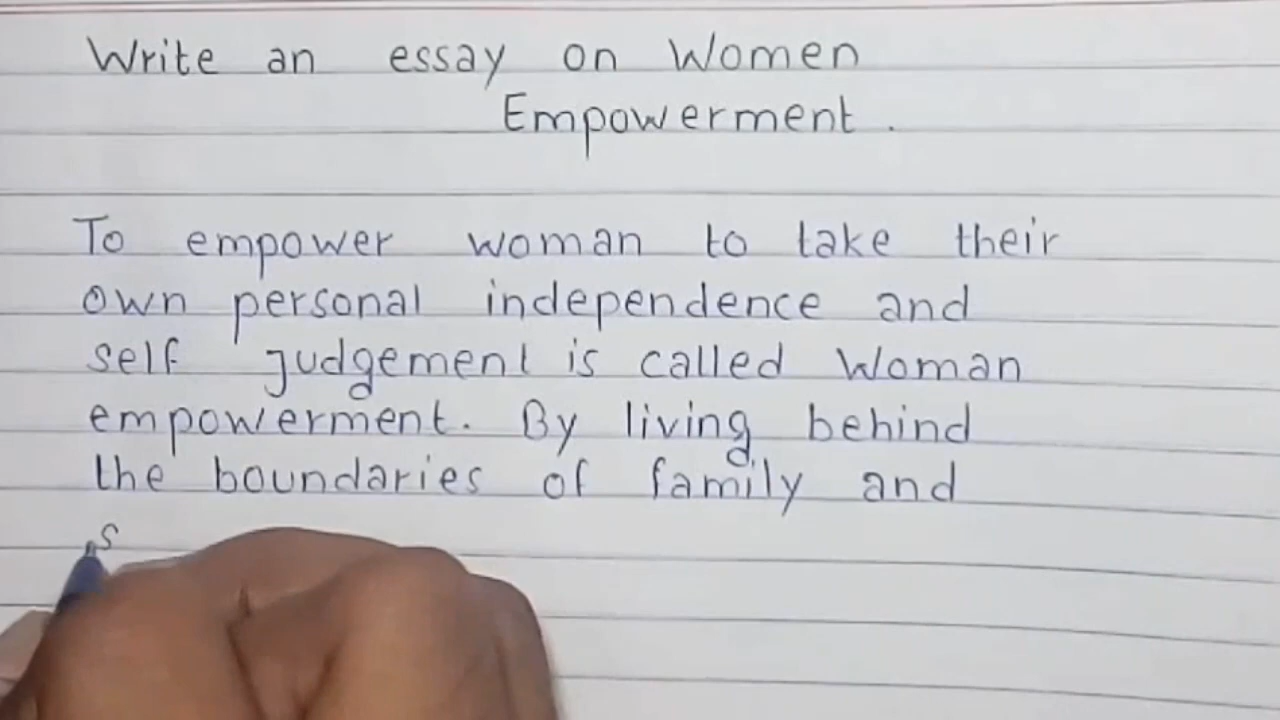 Write an essay on Women
Empowerment.
To empower woman to take their
own personal independence and
self judgement is called Woman
empowerment. By living behind
the boundaries of family and
s